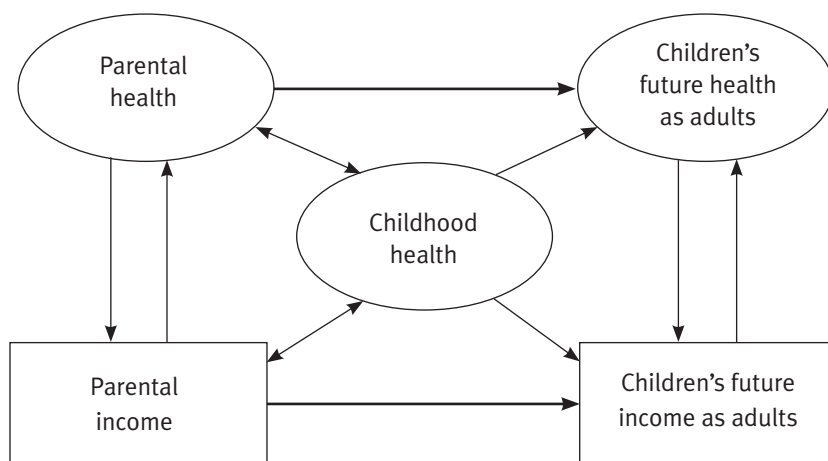 Parental
health
Children's
future health
as adults
Childhood
health
Parental
income
Children's future
income as adults